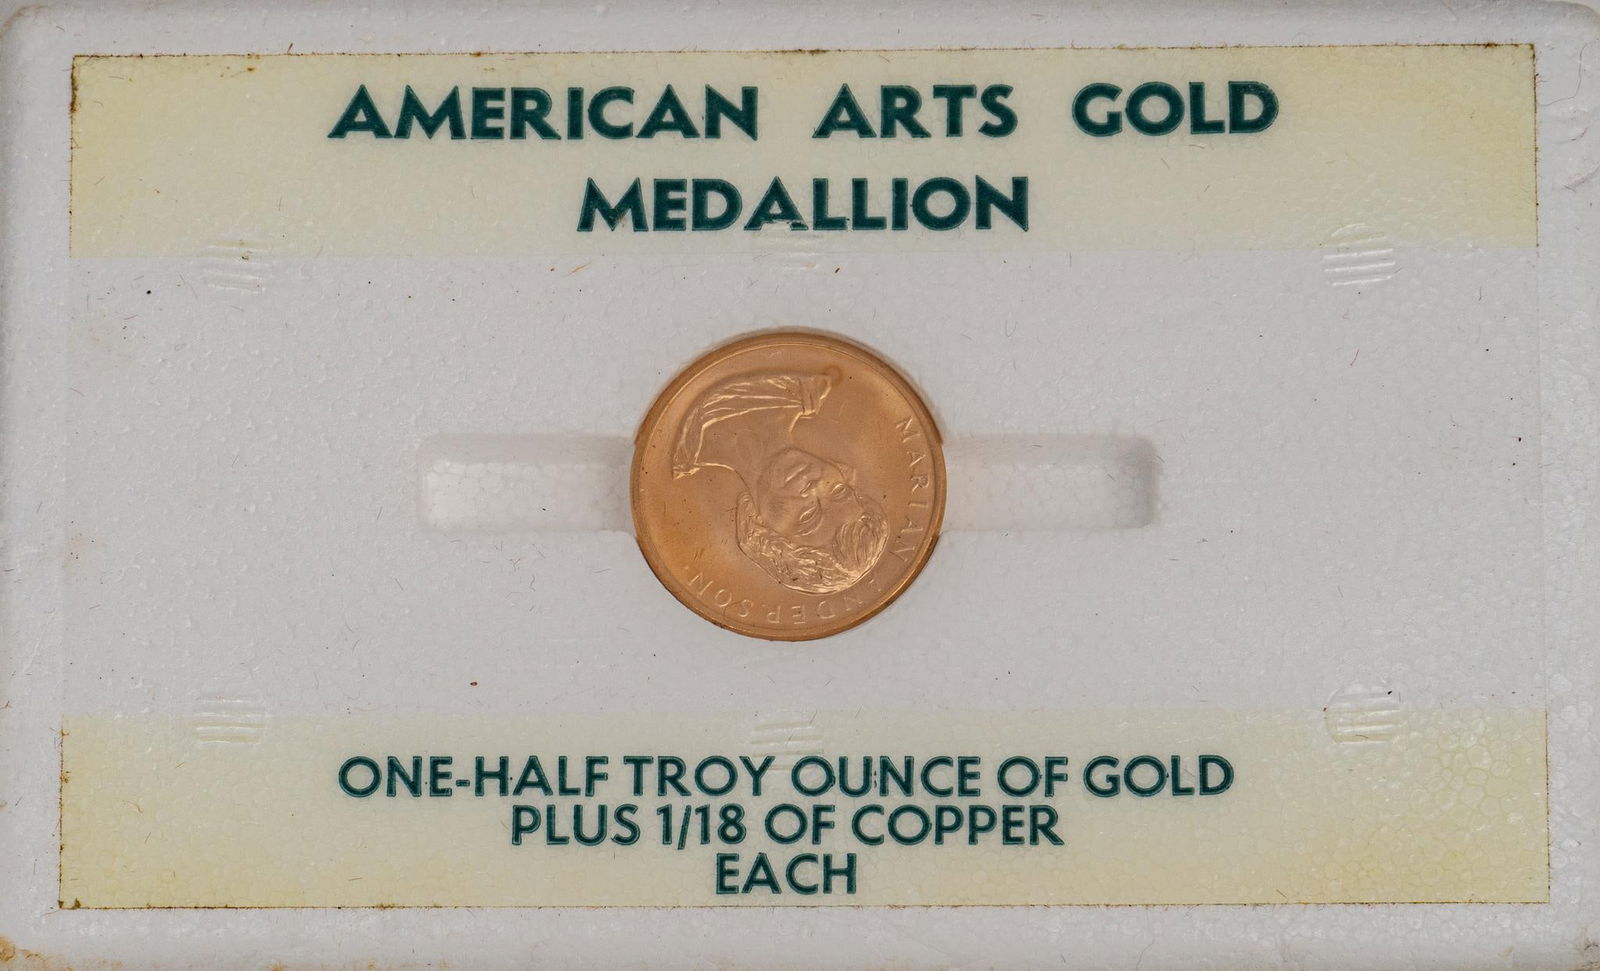 AMERICAN ARTS GOLD
MEDALLION
MARIAN ANDERSON
ONE-HALF TROY OUNCE OF GOLD
PLUS 1/18 OF COPPER
EACH